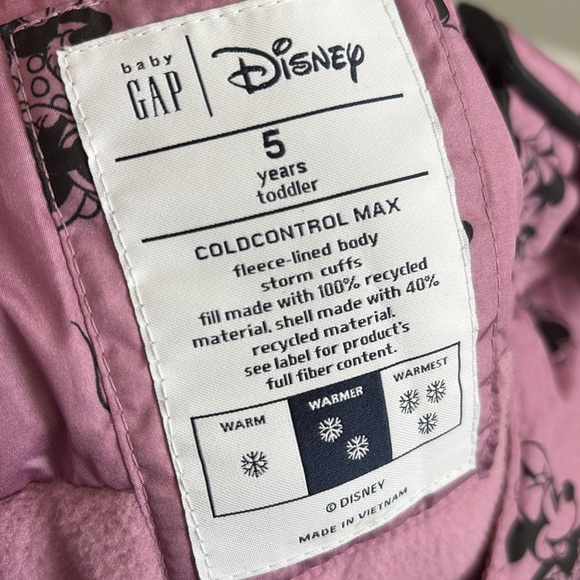 baby
GAP | Disney
5
years
toddler
COLDCONTROL MAX
fleece-lined body
storm cuffs
fill made with 100% recycled
material. shell made with 40%
recycled material.
see label for product's
full fiber content.
WARM WARMER WARMEST
© DISNEY
MADE IN VIETNAM